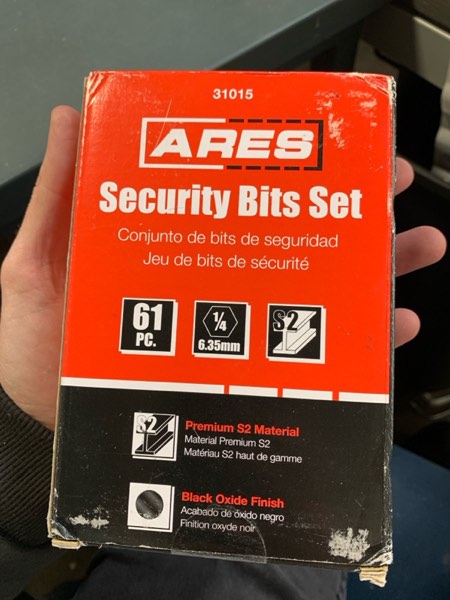 31015
ARES
Security Bits Set
Conjunto de bits de seguridad
Jeu de bits de sécurité
61
PC.
1/4
6.35mm
S2
S2
Premium S2 Material
Material Premium S2
Matériau S2 haut de gamme
Black Oxide Finish
Acabado de óxido negro
Finition oxyde noir